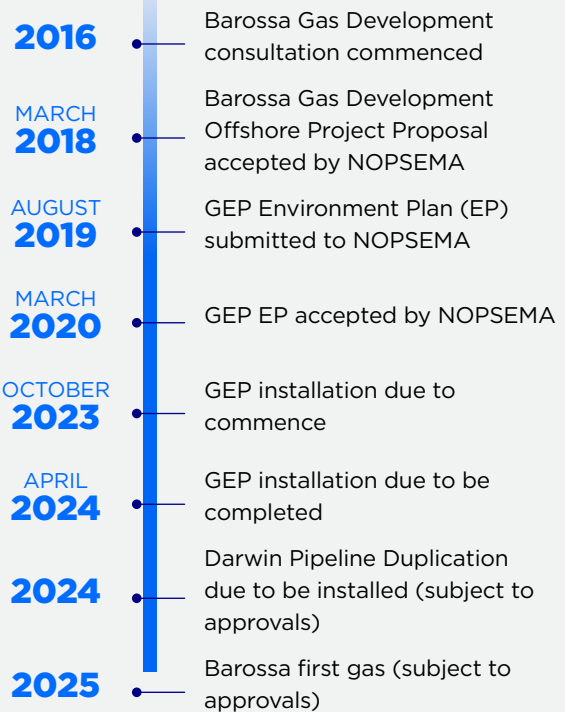 2016
Barossa Gas Development
consultation commenced
MARCH
2018
Barossa Gas Development
Offshore Project Proposal
accepted by NOPSEMA
AUGUST
2019
GEP Environment Plan (EP)
submitted to NOPSEMA
MARCH
2020
GEP EP accepted by NOPSEMA
OCTOBER
2023
GEP installation due to
commence
APRIL
2024
GEP installation due to be
completed
2024
Darwin Pipeline Duplication
due to be installed (subject to
approvals)
2025
Barossa first gas (subject to
approvals)